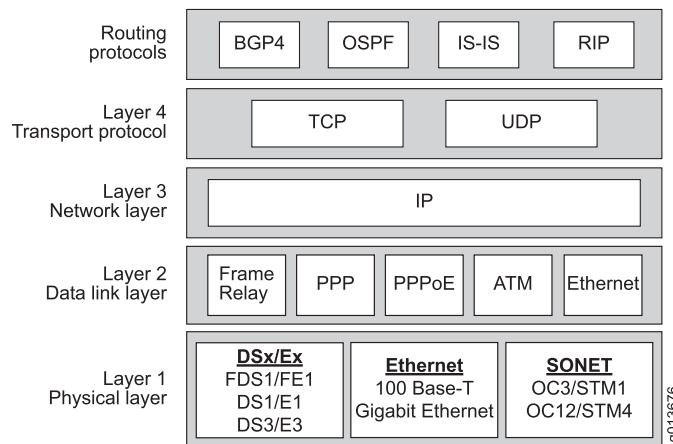 Routing
protocols
BGP4
OSPF
IS-IS
RIP
Layer 4
Transport protocol
TCP
UDP
Layer 3
Network layer
IP
Layer 2
Data link layer
Frame
Relay
PPP
PPPoE
ATM
Ethernet
Layer 1
Physical layer
DSx/Ex
FDS1/FE1
DS1/E1
DS3/E3
Ethernet
100 Base-T
Gigabit Ethernet
SONET
OC3/STM1
OC12/STM4
g013676